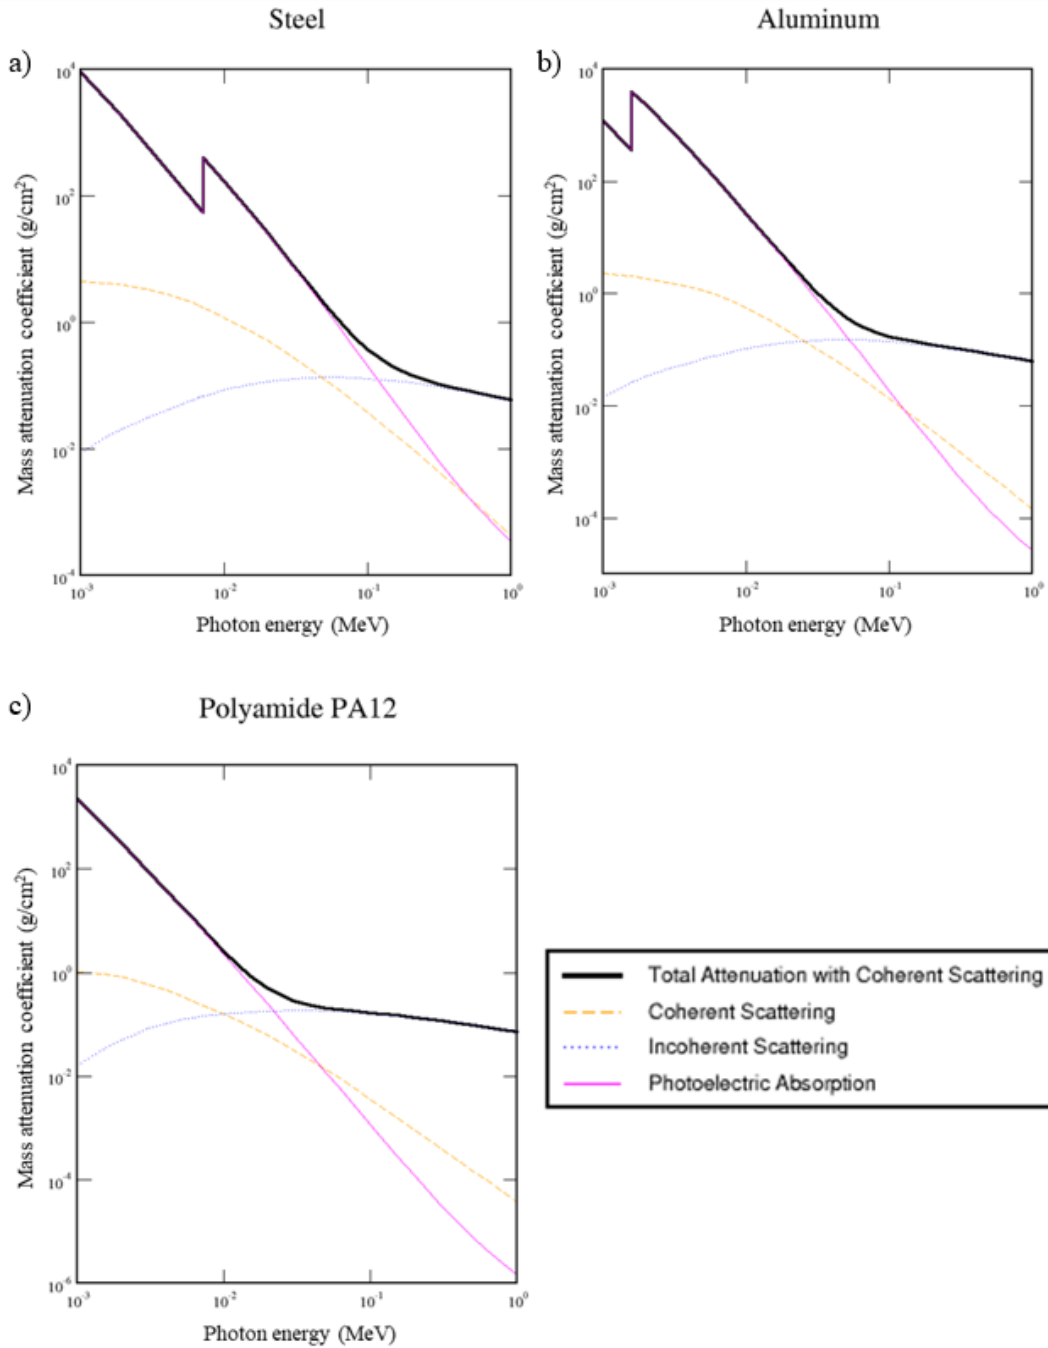 Steel
Aluminum
a)
b)
10⁴
10²
10⁰
10⁻²
10⁻⁴
Mass attenuation coefficient (g/cm²)
10⁻³
10⁻²
10⁻¹
10⁰
Photon energy (MeV)
10⁴
10²
10⁰
10⁻²
10⁻⁴
Mass attenuation coefficient (g/cm²)
10⁻³
10⁻²
10⁻¹
10⁰
Photon energy (MeV)
c)
Polyamide PA12
10⁴
10²
10⁰
10⁻²
10⁻⁴
10⁻⁶
Mass attenuation coefficient (g/cm²)
10⁻³
10⁻²
10⁻¹
10⁰
Photon energy (MeV)
Total Attenuation with Coherent Scattering
Coherent Scattering
Incoherent Scattering
Photoelectric Absorption